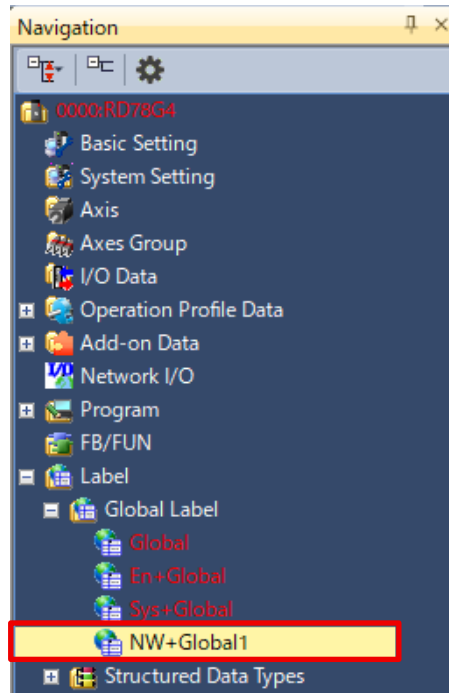 Navigation
0000:RD78G4
Basic Setting
System Setting
Axis
Axes Group
I/O Data
Operation Profile Data
Add-on Data
Network I/O
Program
FB/FUN
Label
Global Label
Global
En+Global
Sys+Global
NW+Global1
Structured Data Types